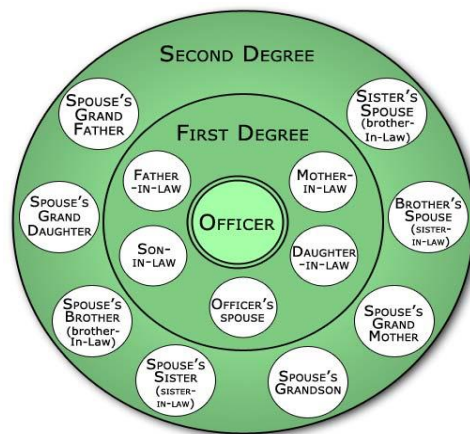 SECOND DEGREE
SPOUSE'S
GRAND
FATHER
SISTER'S
SPOUSE
(brother-
In-Law)
FIRST DEGREE
FATHER
-IN-LAW
MOTHER-
IN-LAW
SPOUSE'S
GRAND
DAUGHTER
OFFICER
BROTHER'S
SPOUSE
(SISTER-
IN-LAW)
SON-
IN-LAW
DAUGHTER
-IN-LAW
SPOUSE'S
BROTHER
(brother-
In-Law)
OFFICER'S
SPOUSE
SPOUSE'S
GRAND
MOTHER
SPOUSE'S
SISTER
(SISTER-
IN-LAW)
SPOUSE'S
GRANDSON